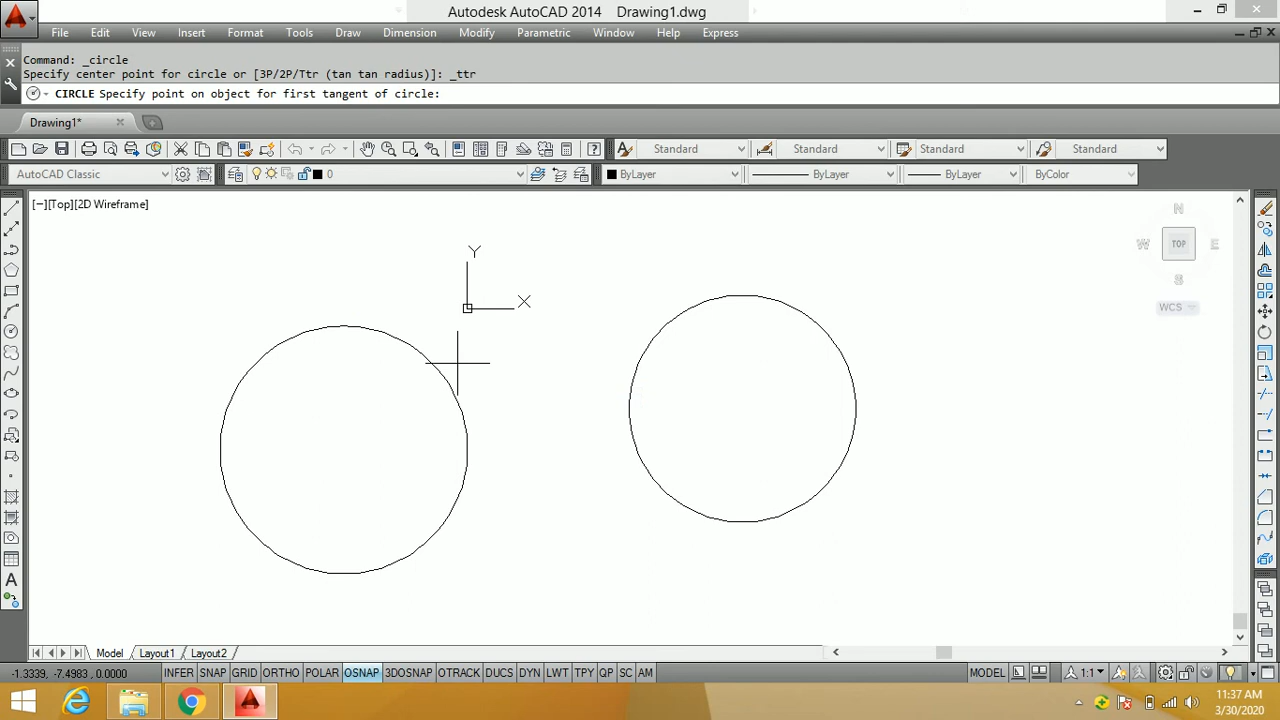 Autodesk AutoCAD 2014 Drawing1.dwg
File Edit View Insert Format Tools Draw Dimension Modify Parametric Window Help Express
Command: _circle
Specify center point for circle or [3P/2P/Ttr (tan tan radius)]: _ttr
CIRCLE Specify point on object for first tangent of circle:
Drawing1*
Standard Standard Standard Standard
AutoCAD Classic 0 ByLayer ByLayer ByLayer ByColor
[−][Top][2D Wireframe]
N
W TOP E
S
WCS
Y
X
A
Model Layout1 Layout2
-1.3339, -7.4983, 0.0000 INFER SNAP GRID ORTHO POLAR OSNAP 3DOSNAP OTRACK DUCS DYN LWT TPY QP SC AM MODEL 1:1
11:37 AM
3/30/2020